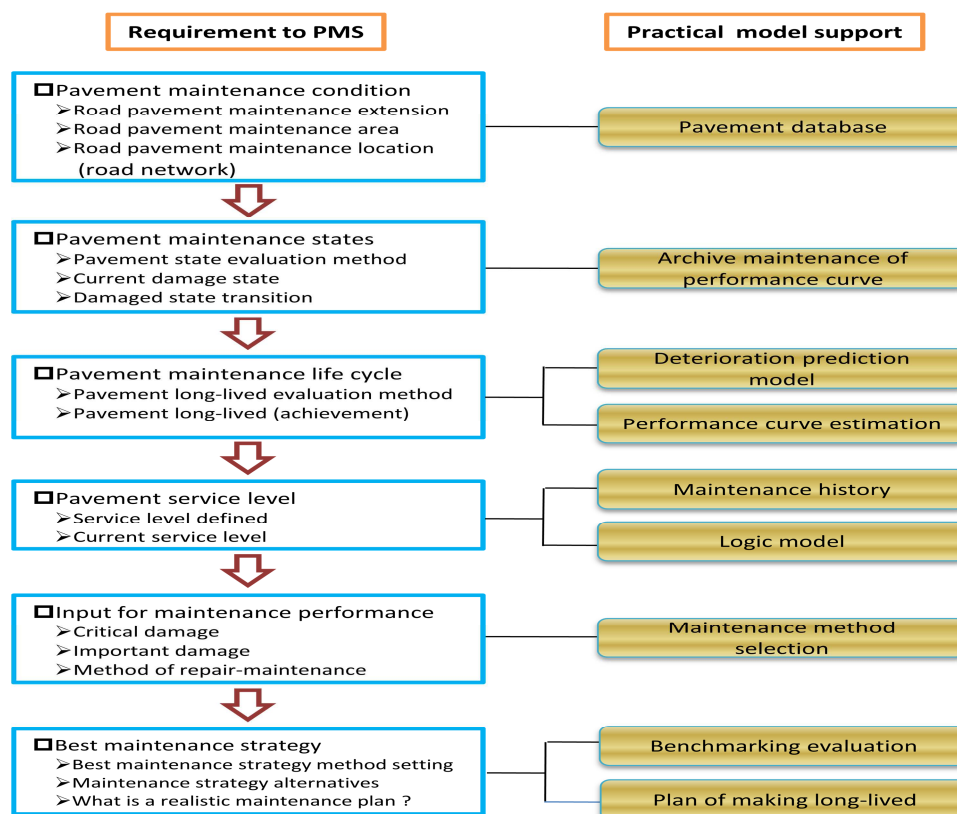 Requirement to PMS
Practical model support
Pavement maintenance condition
Road pavement maintenance extension
Road pavement maintenance area
Road pavement maintenance location
(road network)
Pavement database
Pavement maintenance states
Pavement state evaluation method
Current damage state
Damaged state transition
Archive maintenance of
performance curve
Pavement maintenance life cycle
Pavement long-lived evaluation method
Pavement long-lived (achievement)
Deterioration prediction
model
Performance curve estimation
Pavement service level
Service level defined
Current service level
Maintenance history
Logic model
Input for maintenance performance
Critical damage
Important damage
Method of repair-maintenance
Maintenance method
selection
Best maintenance strategy
Best maintenance strategy method setting
Maintenance strategy alternatives
What is a realistic maintenance plan ?
Benchmarking evaluation
Plan of making long-lived